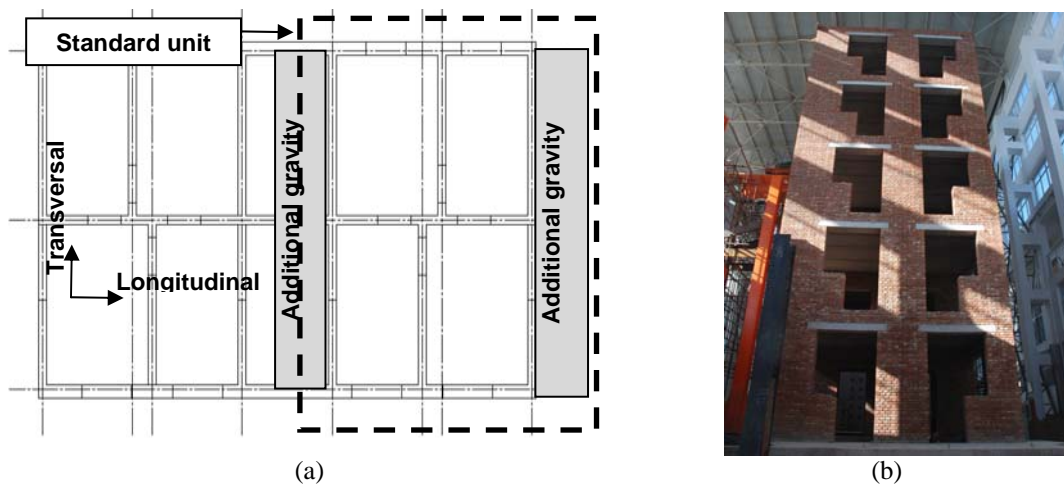 Standard unit
Additional gravity
Additional gravity
Transversal
Longitudinal
(a)
(b)